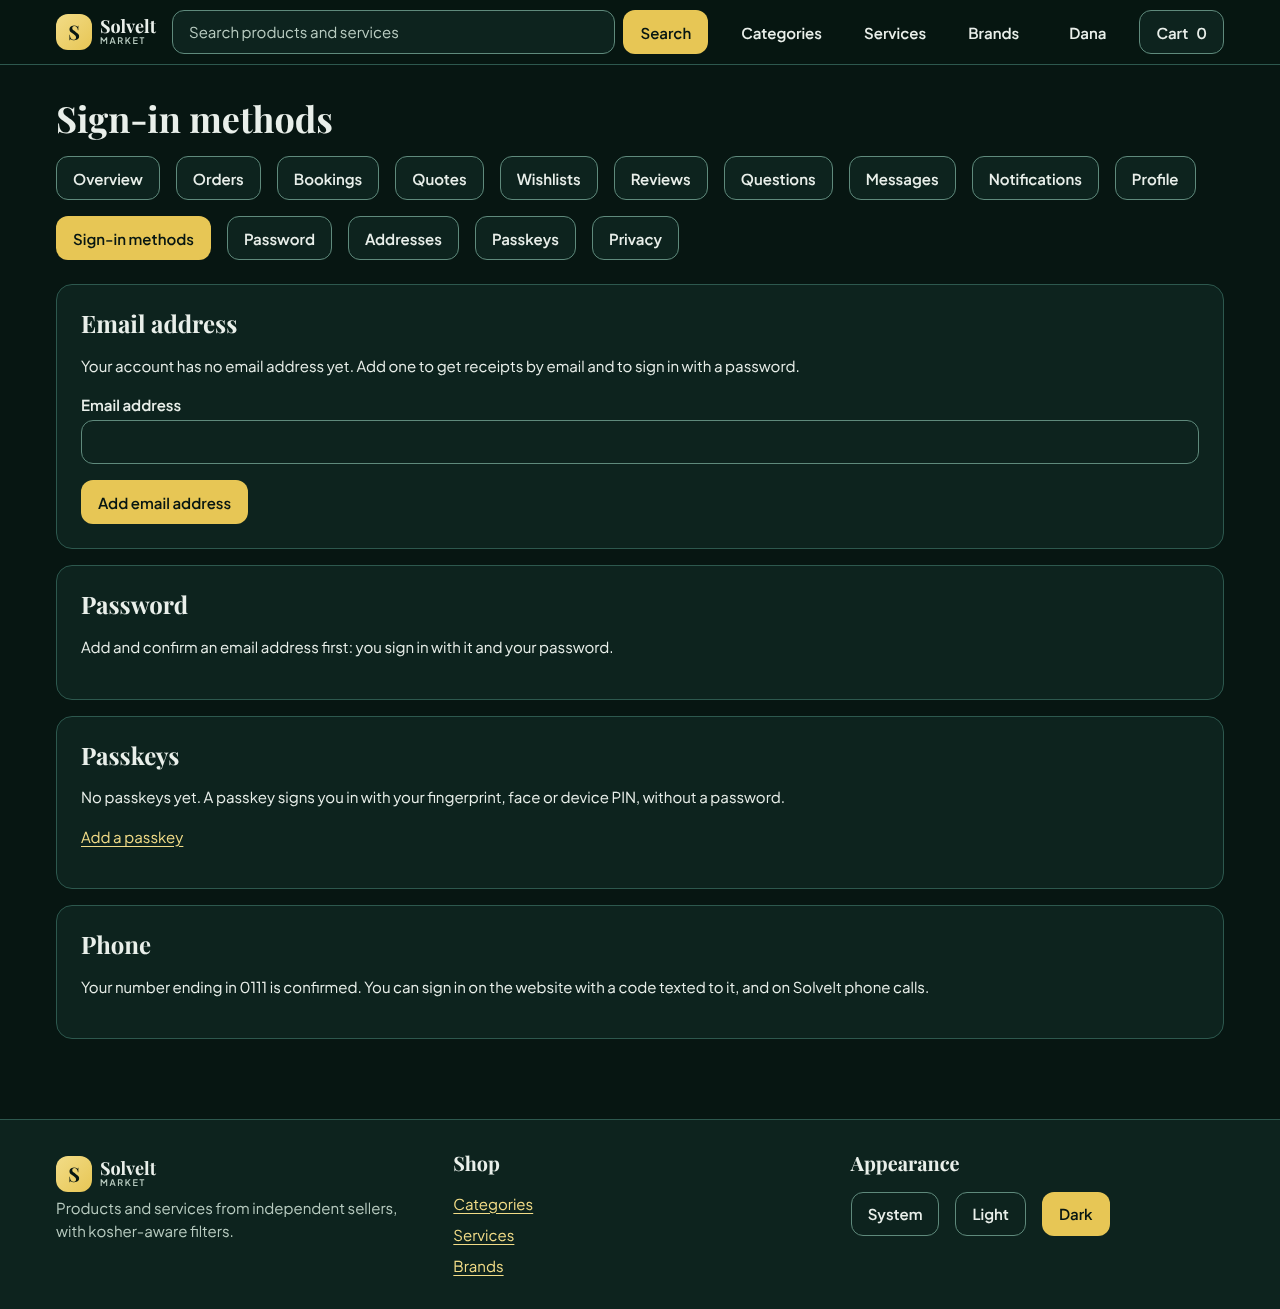 S Solvelt MARKET Search products and services Search Categories Services Brands Dana Cart 0
Sign-in methods
Overview Orders Bookings Quotes Wishlists Reviews Questions Messages Notifications Profile
Sign-in methods Password Addresses Passkeys Privacy
Email address
Your account has no email address yet. Add one to get receipts by email and to sign in with a password.
Email address
Add email address
Password
Add and confirm an email address first: you sign in with it and your password.
Passkeys
No passkeys yet. A passkey signs you in with your fingerprint, face or device PIN, without a password.
Add a passkey
Phone
Your number ending in 0111 is confirmed. You can sign in on the website with a code texted to it, and on Solvelt phone calls.
S Solvelt MARKET
Products and services from independent sellers,
with kosher-aware filters.
Shop
Categories
Services
Brands
Appearance
System Light Dark